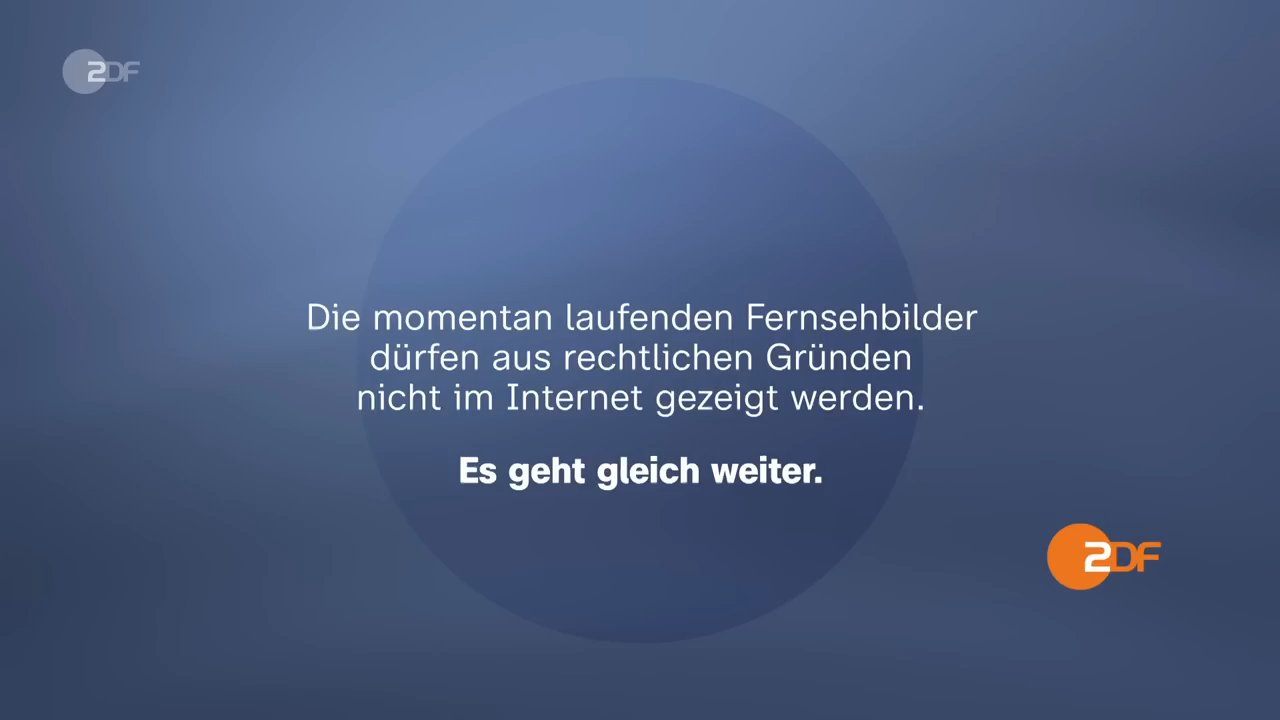 ZDF
Die momentan laufenden Fernsehbilder
dürfen aus rechtlichen Gründen
nicht im Internet gezeigt werden.
Es geht gleich weiter.
ZDF